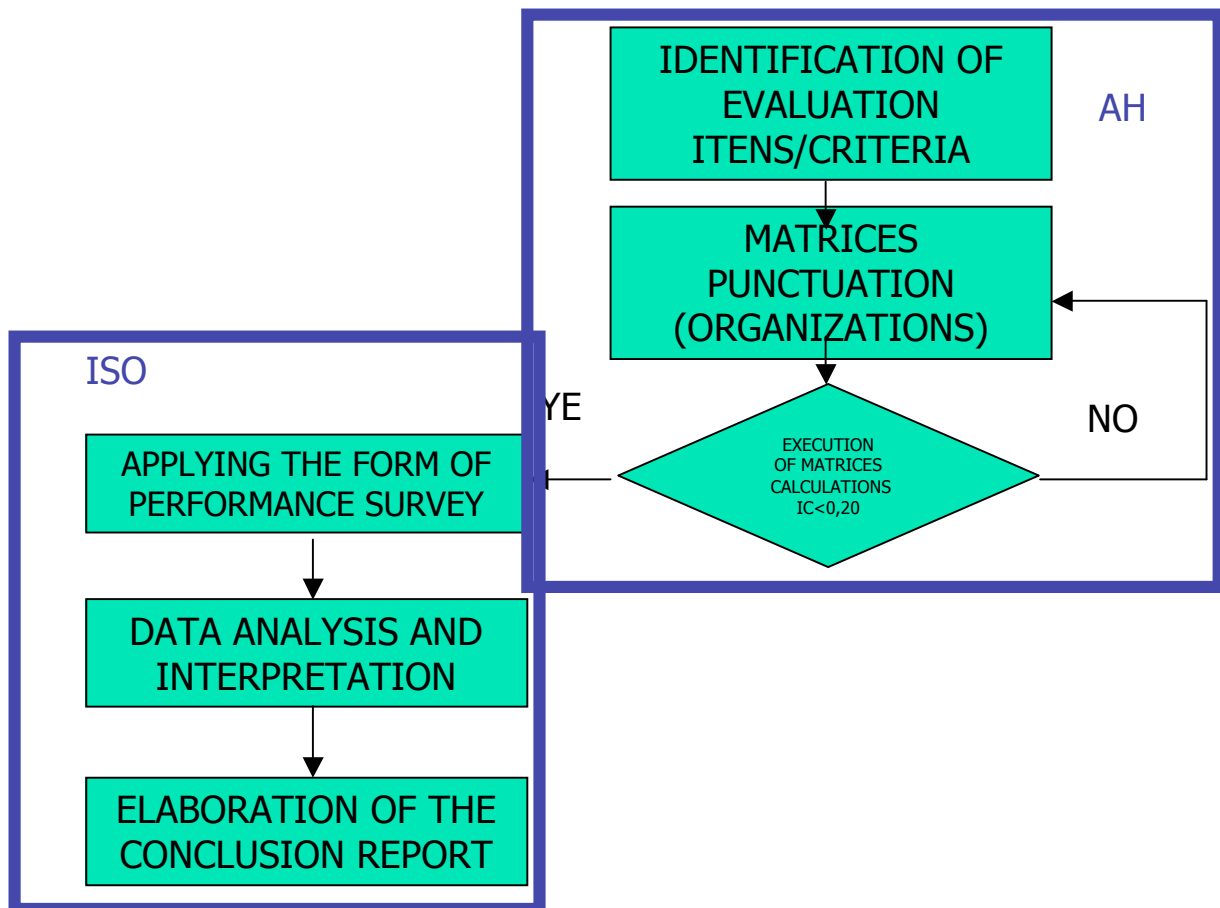 IDENTIFICATION OF
EVALUATION
ITENS/CRITERIA
AH
MATRICES
PUNCTUATION
(ORGANIZATIONS)
ISO
YE
NO
EXECUTION
OF MATRICES
CALCULATIONS
IC<0,20
APPLYING THE FORM OF
PERFORMANCE SURVEY
DATA ANALYSIS AND
INTERPRETATION
ELABORATION OF THE
CONCLUSION REPORT